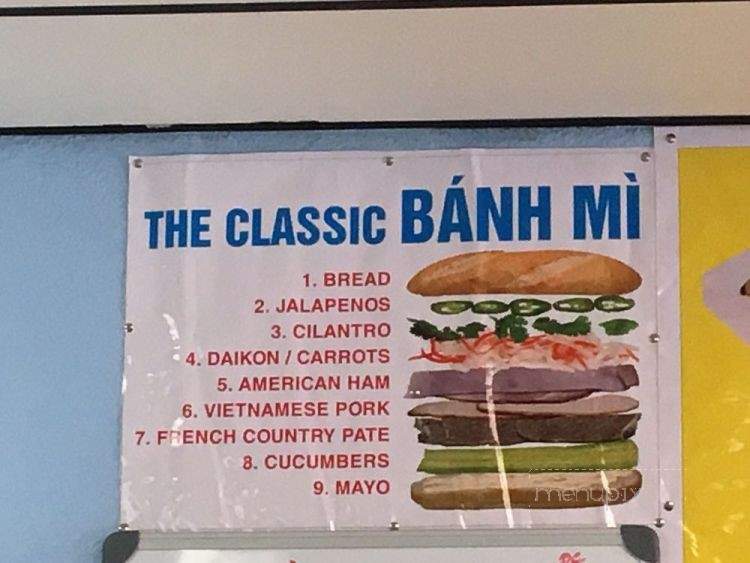 THE CLASSIC BÁNH MÌ
1. BREAD
2. JALAPENOS
3. CILANTRO
4. DAIKON / CARROTS
5. AMERICAN HAM
6. VIETNAMESE PORK
7. FRENCH COUNTRY PATE
8. CUCUMBERS
9. MAYO
menupix